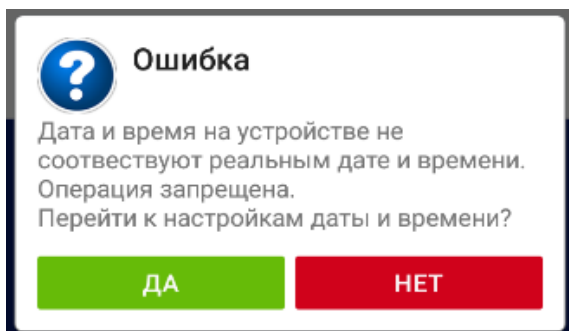 Ошибка
Дата и время на устройстве не
соотвествуют реальным дате и времени.
Операция запрещена.
Перейти к настройкам даты и времени?
ДА
НЕТ